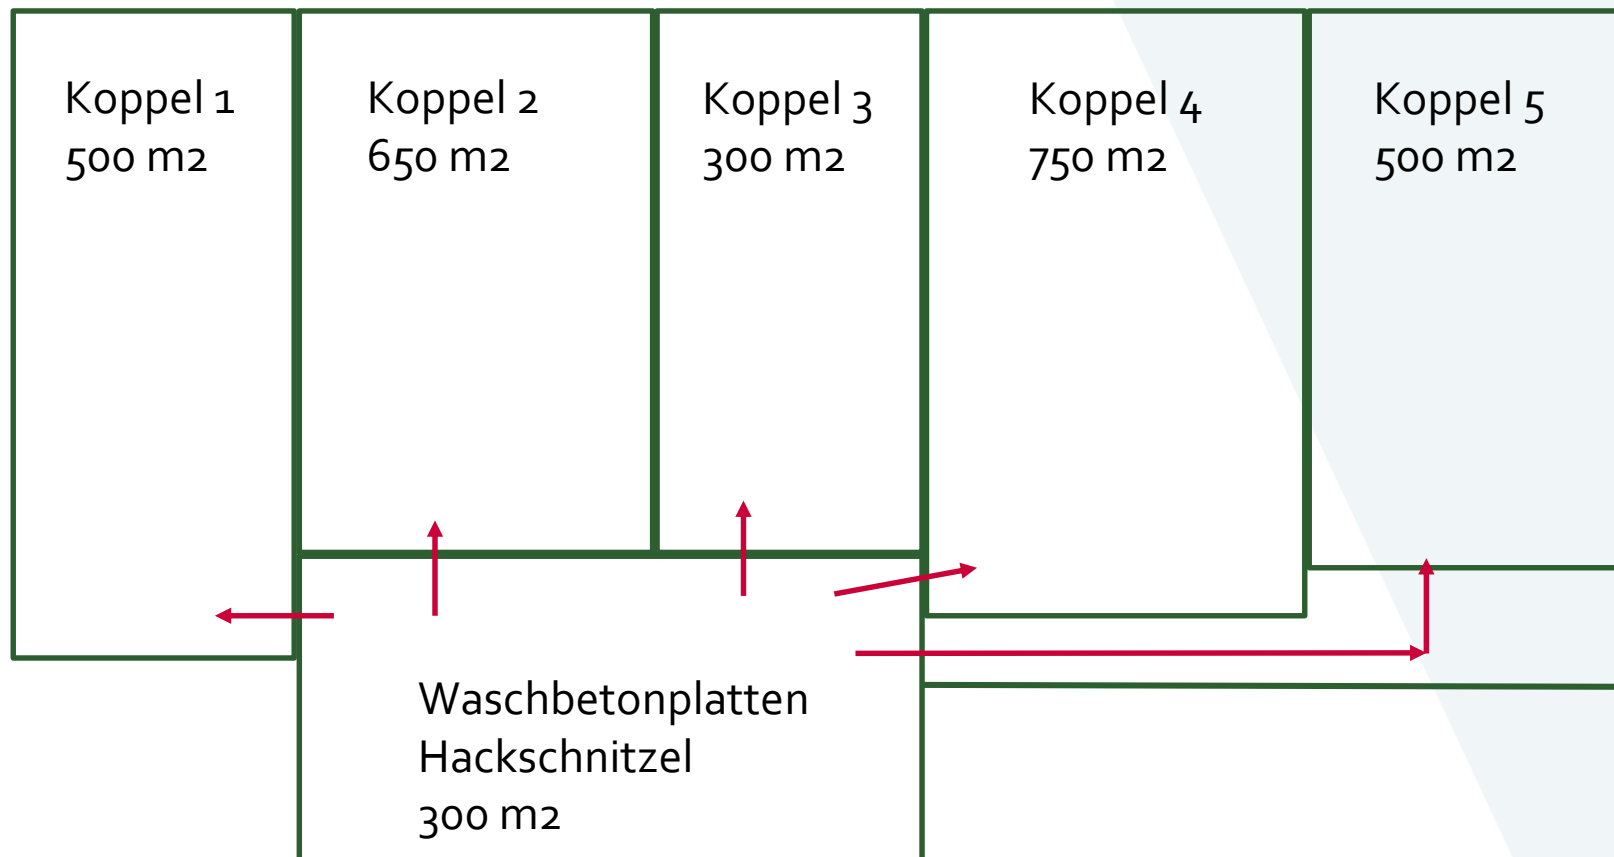 Koppel 1
500 m2
Koppel 2
650 m2
Koppel 3
300 m2
Koppel 4
750 m2
Koppel 5
500 m2
Waschbetonplatten
Hackschnitzel
300 m2